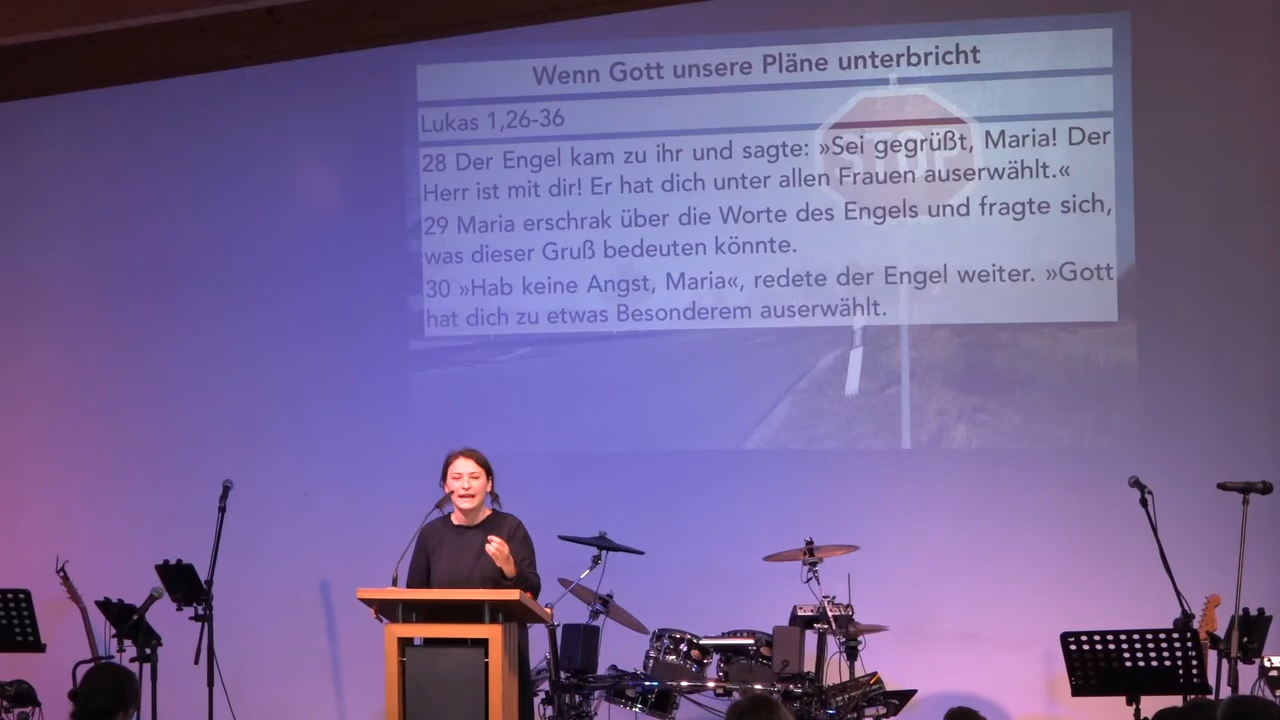 Wenn Gott unsere Pläne unterbricht
Lukas 1,26-36
28 Der Engel kam zu ihr und sagte: »Sei gegrüßt, Maria! Der
Herr ist mit dir! Er hat dich unter allen Frauen auserwählt.«
29 Maria erschrak über die Worte des Engels und fragte sich,
was dieser Gruß bedeuten könnte.
30 »Hab keine Angst, Maria«, redete der Engel weiter. »Gott
hat dich zu etwas Besonderem auserwählt.
STOP